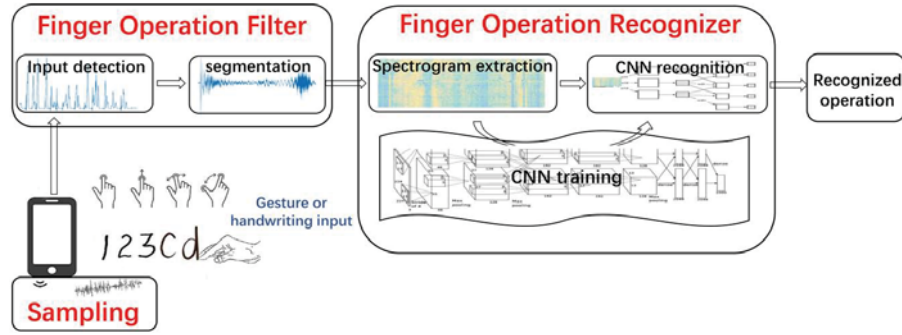 Finger Operation Filter
Input detection
segmentation
Finger Operation Recognizer
Spectrogram extraction
CNN recognition
Recognized
operation
CNN training
Gesture or
handwriting input
123Cd
Sampling